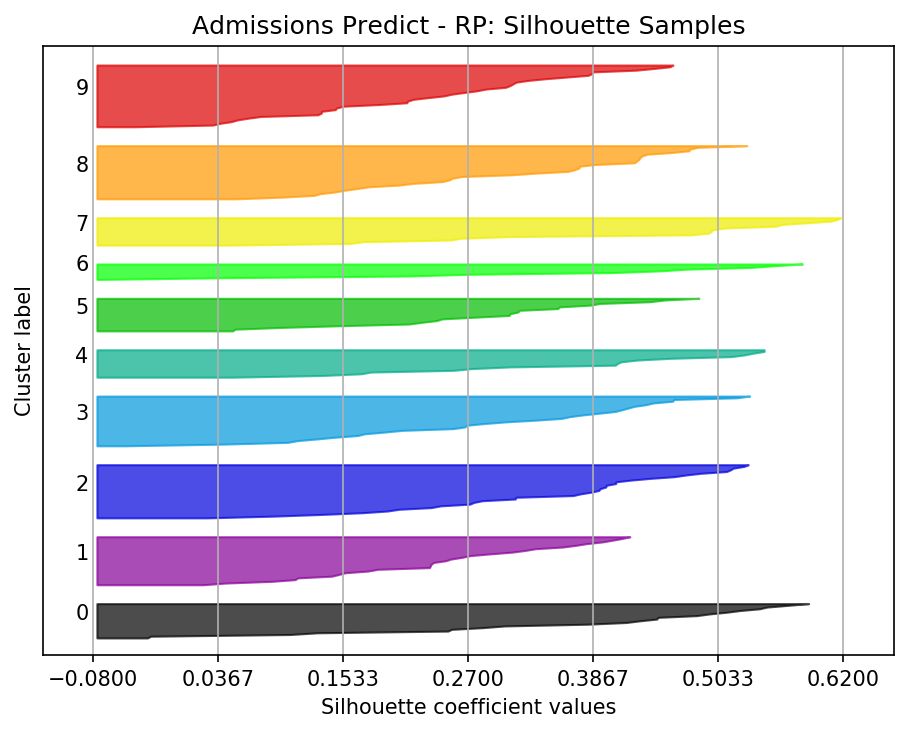 Admissions Predict - RP: Silhouette Samples
9
8
7
6
5
4
3
2
1
0
Cluster label
−0.0800 0.0367 0.1533 0.2700 0.3867 0.5033 0.6200
Silhouette coefficient values